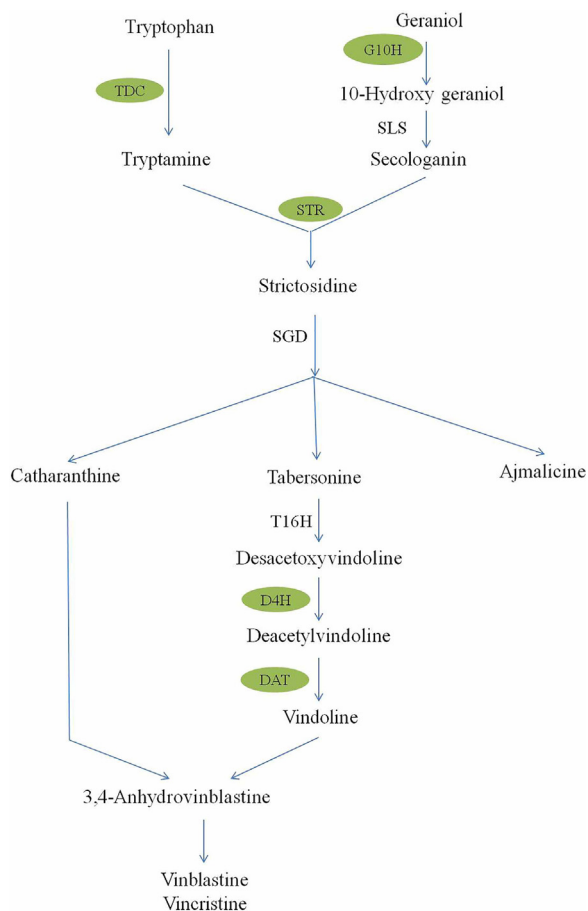 Tryptophan
Geraniol
G10H
TDC
10-Hydroxy geraniol
SLS
Tryptamine
Secologanin
STR
Strictosidine
SGD
Catharanthine
Tabersonine
Ajmalicine
T16H
Desacetoxyvindoline
D4H
Deacetylvindoline
DAT
Vindoline
3,4-Anhydrovinblastine
Vinblastine
Vincristine